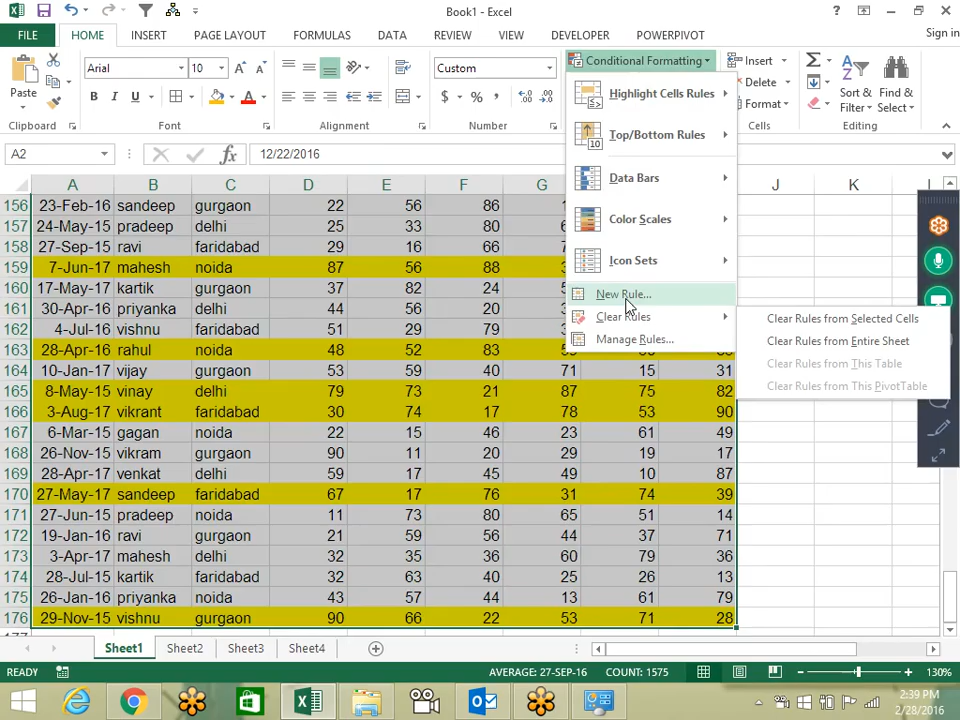 Book1 - Excel
?
FILE HOME INSERT PAGE LAYOUT FORMULAS DATA REVIEW VIEW DEVELOPER POWERPIVOT Sign in
Paste Arial 10 A A Custom Conditional Formatting Insert
B I U A $ % , Delete
Format Sort & Filter Find & Select
Clipboard Font Alignment Number Cells Editing
Highlight Cells Rules
Top/Bottom Rules
Data Bars
Color Scales
Icon Sets
New Rule...
Clear Rules
Manage Rules...
Clear Rules from Selected Cells
Clear Rules from Entire Sheet
Clear Rules from This Table
Clear Rules from This PivotTable
A2 fx 12/22/2016
A B C D E F G J K
156 23-Feb-16 sandeep gurgaon 22 56 86
157 24-May-15 pradeep delhi 25 33 80
158 27-Sep-15 ravi faridabad 29 16 66
159 7-Jun-17 mahesh noida 87 56 88
160 17-May-16 kartik gurgaon 37 82 24
161 30-Apr-16 priyanka delhi 44 56 20
162 4-Jul-16 vishnu faridabad 51 29 79
163 28-Apr-16 rahul noida 48 52 83
164 10-Jan-17 vijay gurgaon 53 59 40 71 15 31
165 8-May-15 vinay delhi 79 73 21 87 75 82
166 3-Aug-17 vikrant faridabad 30 74 17 78 53 90
167 6-Mar-15 gagan noida 22 15 46 23 61 49
168 26-Nov-15 vikram gurgaon 90 11 20 29 19 17
169 28-Apr-17 venkat delhi 59 17 45 49 10 87
170 27-May-17 sandeep faridabad 67 17 76 31 74 39
171 27-Jun-15 pradeep noida 11 73 80 65 51 14
172 19-Jan-16 ravi gurgaon 21 59 56 44 37 71
173 3-Apr-17 mahesh delhi 32 35 36 60 79 36
174 28-Jul-15 kartik faridabad 32 63 40 25 26 13
175 26-Jan-16 priyanka noida 43 57 44 13 61 79
176 29-Nov-15 vishnu gurgaon 90 66 22 53 71 28
Sheet1 Sheet2 Sheet3 Sheet4
READY AVERAGE: 27-SEP-16 COUNT: 1575 130%
2:39 PM
2/28/2016